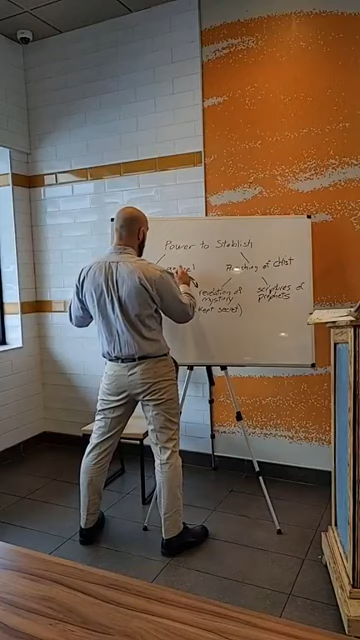 Power to Stablish
Preaching of christ
revelation of
mystery
(Kept secret)
scriptures of
prophets